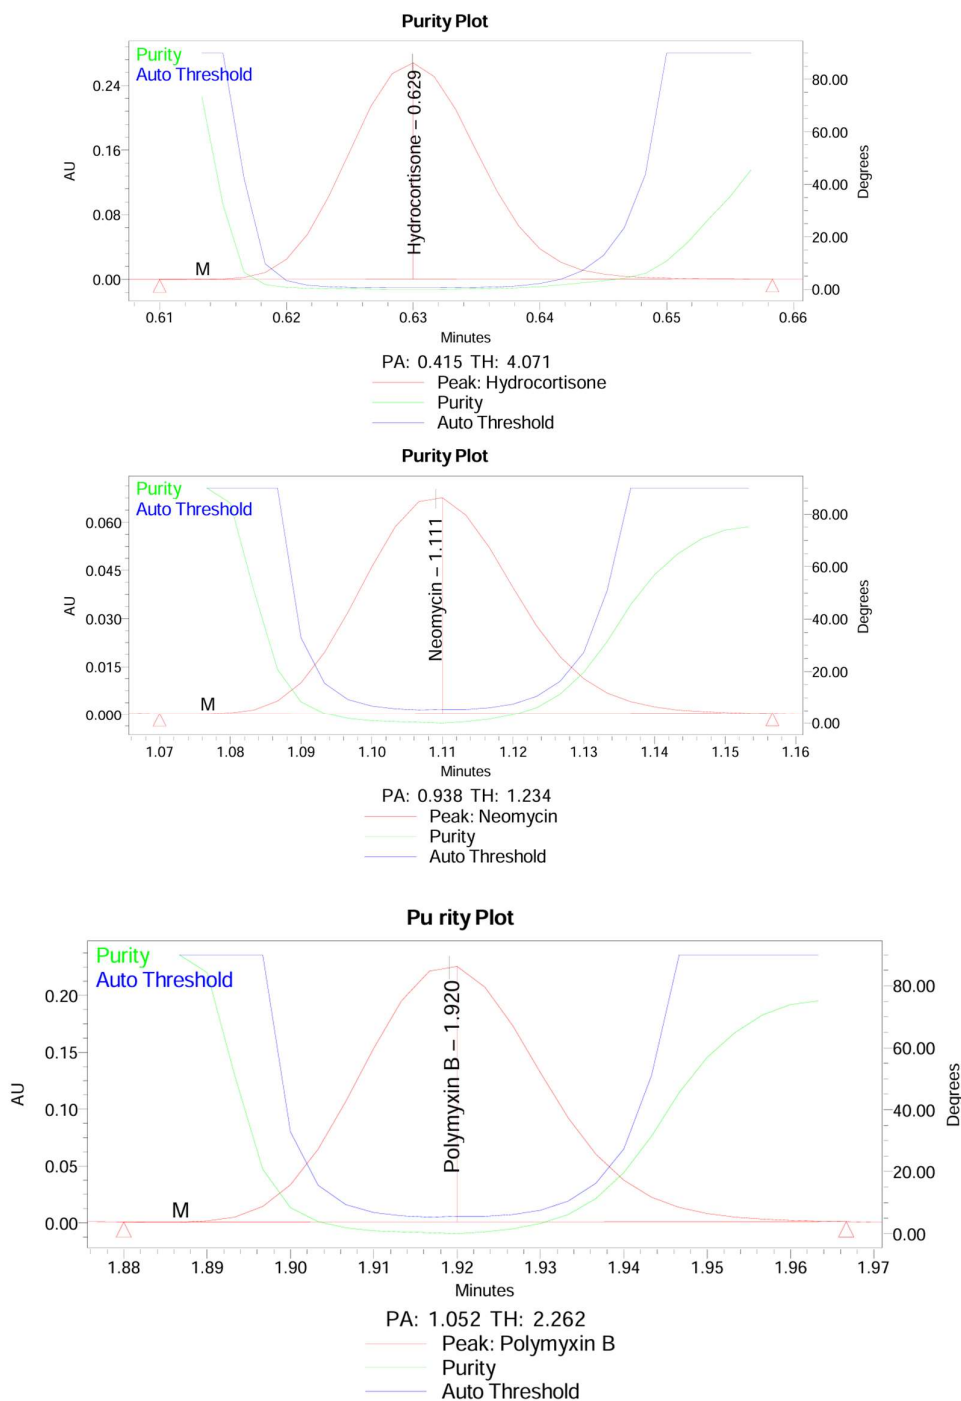 Purity Plot
Purity
Auto Threshold
0.24
0.16
0.08
0.00
AU
80.00
60.00
40.00
20.00
0.00
Degrees
Hydrocortisone – 0.629
M
0.61 0.62 0.63 0.64 0.65 0.66
Minutes
PA: 0.415 TH: 4.071
Peak: Hydrocortisone
Purity
Auto Threshold
Purity Plot
Purity
Auto Threshold
0.060
0.045
0.030
0.015
0.000
AU
80.00
60.00
40.00
20.00
0.00
Degrees
Neomycin – 1.111
M
1.07 1.08 1.09 1.10 1.11 1.12 1.13 1.14 1.15 1.16
Minutes
PA: 0.938 TH: 1.234
Peak: Neomycin
Purity
Auto Threshold
Pu rity Plot
Purity
Auto Threshold
0.20
0.15
0.10
0.05
0.00
AU
80.00
60.00
40.00
20.00
0.00
Degrees
Polymyxin B – 1.920
M
1.88 1.89 1.90 1.91 1.92 1.93 1.94 1.95 1.96 1.97
Minutes
PA: 1.052 TH: 2.262
Peak: Polymyxin B
Purity
Auto Threshold